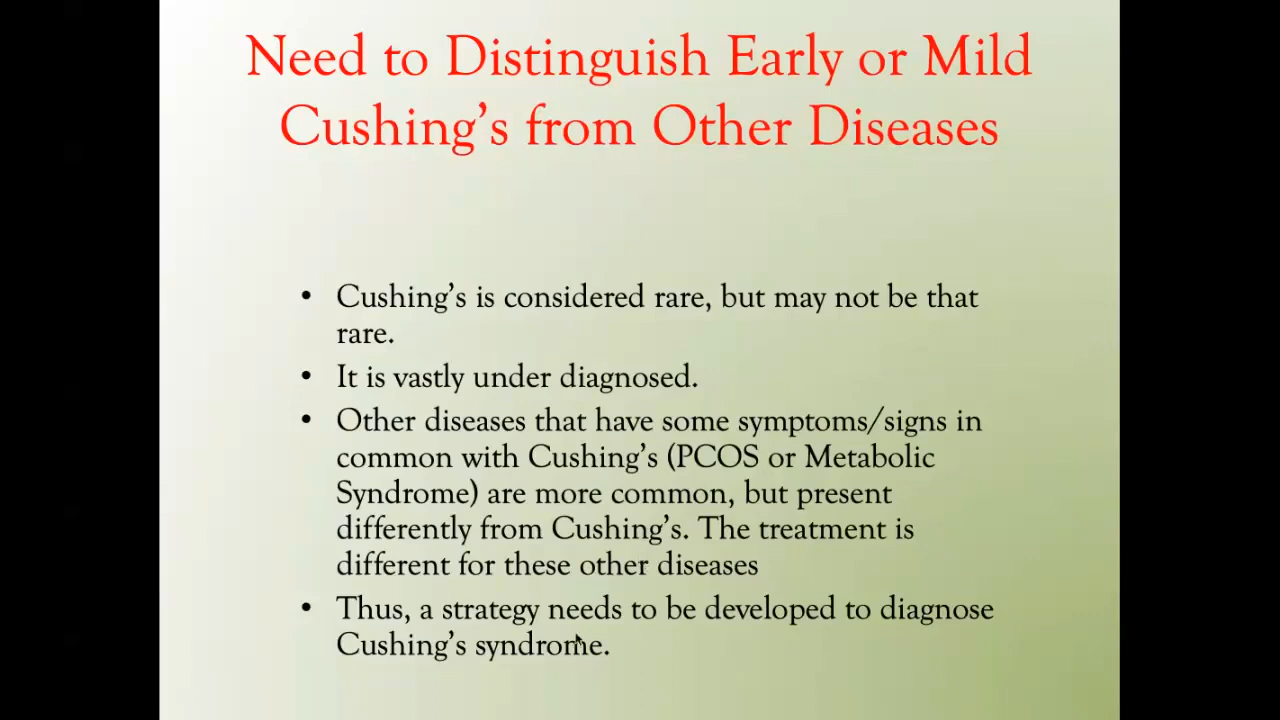 Need to Distinguish Early or Mild
Cushing’s from Other Diseases
• Cushing’s is considered rare, but may not be that
rare.
• It is vastly under diagnosed.
• Other diseases that have some symptoms/signs in
common with Cushing’s (PCOS or Metabolic
Syndrome) are more common, but present
differently from Cushing’s. The treatment is
different for these other diseases
• Thus, a strategy needs to be developed to diagnose
Cushing’s syndrome.